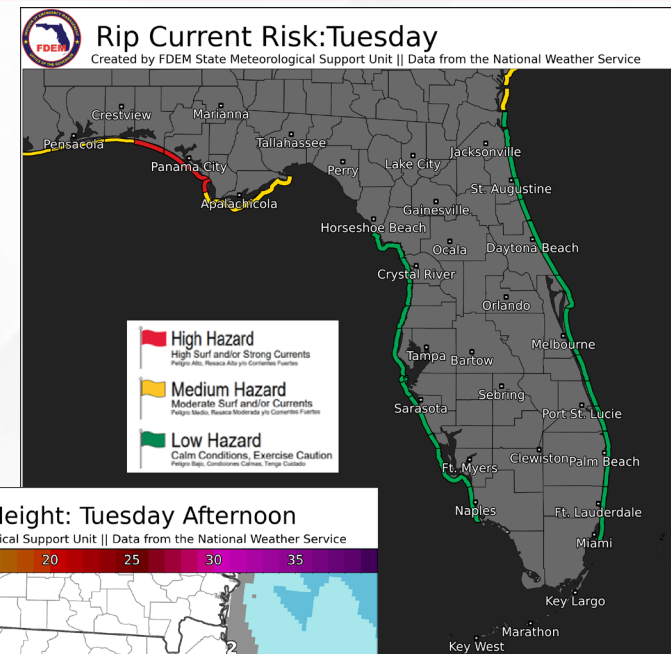 FDEM
Rip Current Risk:Tuesday
Created by FDEM State Meteorological Support Unit || Data from the National Weather Service
Crestview
Marianna
Pensacola
Tallahassee
Jacksonville
Panama City
Perry
Lake City
St. Augustine
Apalachicola
Gainesville
Horseshoe Beach
Ocala
Daytona Beach
Crystal River
Orlando
High Hazard
High Surf and/or Strong Currents
Peligro Alto, Resaca Alta y/o Corrientes Fuertes
Medium Hazard
Moderate Surf and/or Currents
Peligro Medio, Resaca Moderada y/o Corrientes Fuertes
Low Hazard
Calm Conditions, Exercise Caution
Peligro Bajo, Condiciones Calmas, Tenga Cuidado
Melbourne
Tampa
Bartow
Sebring
Sarasota
Port St. Lucie
Clewiston
Palm Beach
Ft. Myers
Naples
Ft. Lauderdale
Miami
Key Largo
Marathon
Key West
Height: Tuesday Afternoon
ical Support Unit || Data from the National Weather Service
20 25 30 35
2